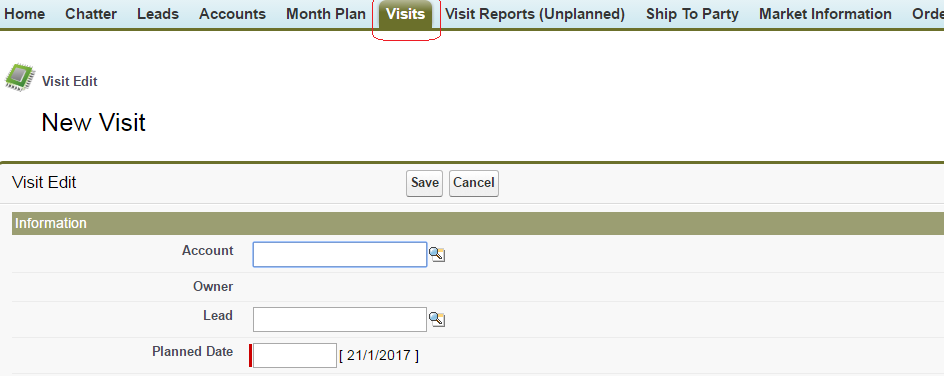 Home Chatter Leads Accounts Month Plan Visits Visit Reports (Unplanned) Ship To Party Market Information Orde
Visit Edit
New Visit
Visit Edit Save Cancel
Information
Account
Owner
Lead
Planned Date [ 21/1/2017 ]